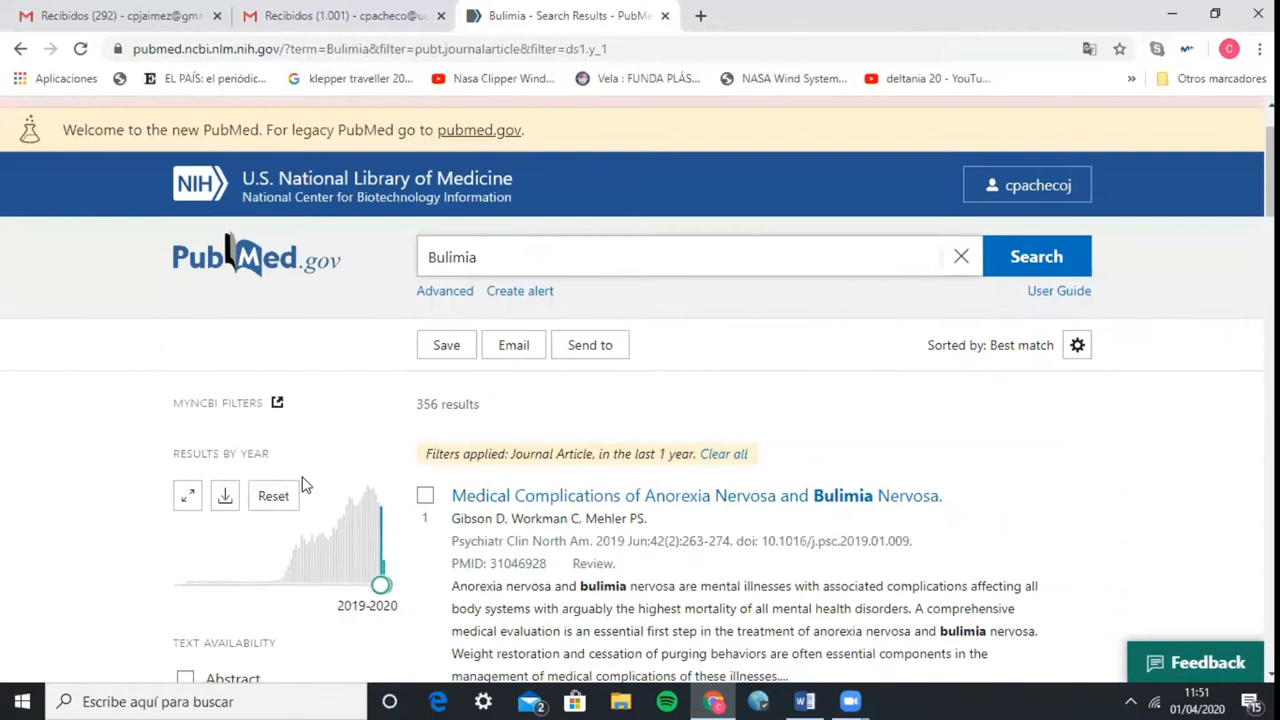 Recibidos (292) - cpjaimez@gm
Recibidos (1.001) - cpacheco@u
Bulimia - Search Results - PubMe
pubmed.ncbi.nlm.nih.gov/?term=Bulimia&filter=pubt.journalarticle&filter=ds1.y_1
C
Aplicaciones
EL PAÍS: el periódic...
klepper traveller 20...
Nasa Clipper Wind...
Vela : FUNDA PLÁS...
NASA Wind System...
deltania 20 - YouTu...
»
Otros marcadores
Welcome to the new PubMed. For legacy PubMed go to pubmed.gov.
NIH
U.S. National Library of Medicine
National Center for Biotechnology Information
cpachecoj
PubMed.gov
Bulimia
Search
Advanced
Create alert
User Guide
Save
Email
Send to
Sorted by: Best match
MYNCBI FILTERS
356 results
RESULTS BY YEAR
Filters applied: Journal Article, in the last 1 year. Clear all
Reset
2019-2020
Medical Complications of Anorexia Nervosa and Bulimia Nervosa.
1
Gibson D, Workman C, Mehler PS.
Psychiatr Clin North Am. 2019 Jun;42(2):263-274. doi: 10.1016/j.psc.2019.01.009.
PMID: 31046928 Review.
Anorexia nervosa and bulimia nervosa are mental illnesses with associated complications affecting all
body systems with arguably the highest mortality of all mental health disorders. A comprehensive
medical evaluation is an essential first step in the treatment of anorexia nervosa and bulimia nervosa.
Weight restoration and cessation of purging behaviors are often essential components in the
management of medical complications of these illnesses....
TEXT AVAILABILITY
Abstract
Feedback
Escribe aquí para buscar
2
11:51
01/04/2020
15